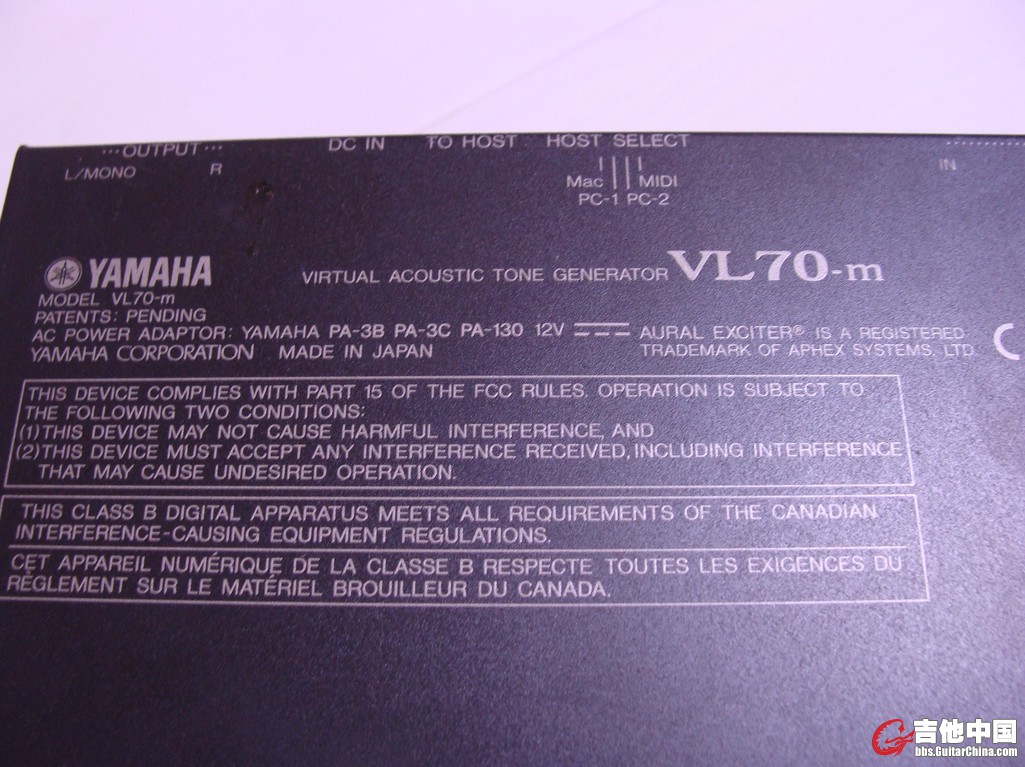 OUTPUT DC IN TO HOST HOST SELECT
L/MONO R IN
Mac MIDI
PC-1 PC-2
YAMAHA VIRTUAL ACOUSTIC TONE GENERATOR VL70-m
MODEL VL70-m
PATENTS: PENDING
AC POWER ADAPTOR: YAMAHA PA-3B PA-3C PA-130 12V AURAL EXCITER® IS A REGISTERED
YAMAHA CORPORATION MADE IN JAPAN TRADEMARK OF APHEX SYSTEMS, LTD.
THIS DEVICE COMPLIES WITH PART 15 OF THE FCC RULES. OPERATION IS SUBJECT TO
THE FOLLOWING TWO CONDITIONS:
(1) THIS DEVICE MAY NOT CAUSE HARMFUL INTERFERENCE, AND
(2) THIS DEVICE MUST ACCEPT ANY INTERFERENCE RECEIVED, INCLUDING INTERFERENCE
THAT MAY CAUSE UNDESIRED OPERATION.
THIS CLASS B DIGITAL APPARATUS MEETS ALL REQUIREMENTS OF THE CANADIAN
INTERFERENCE-CAUSING EQUIPMENT REGULATIONS.
CET APPAREIL NUMÉRIQUE DE LA CLASSE B RESPECTE TOUTES LES EXIGENCES DU
RÈGLEMENT SUR LE MATÉRIEL BROUILLEUR DU CANADA.
吉他中国
bbs.GuitarChina.com